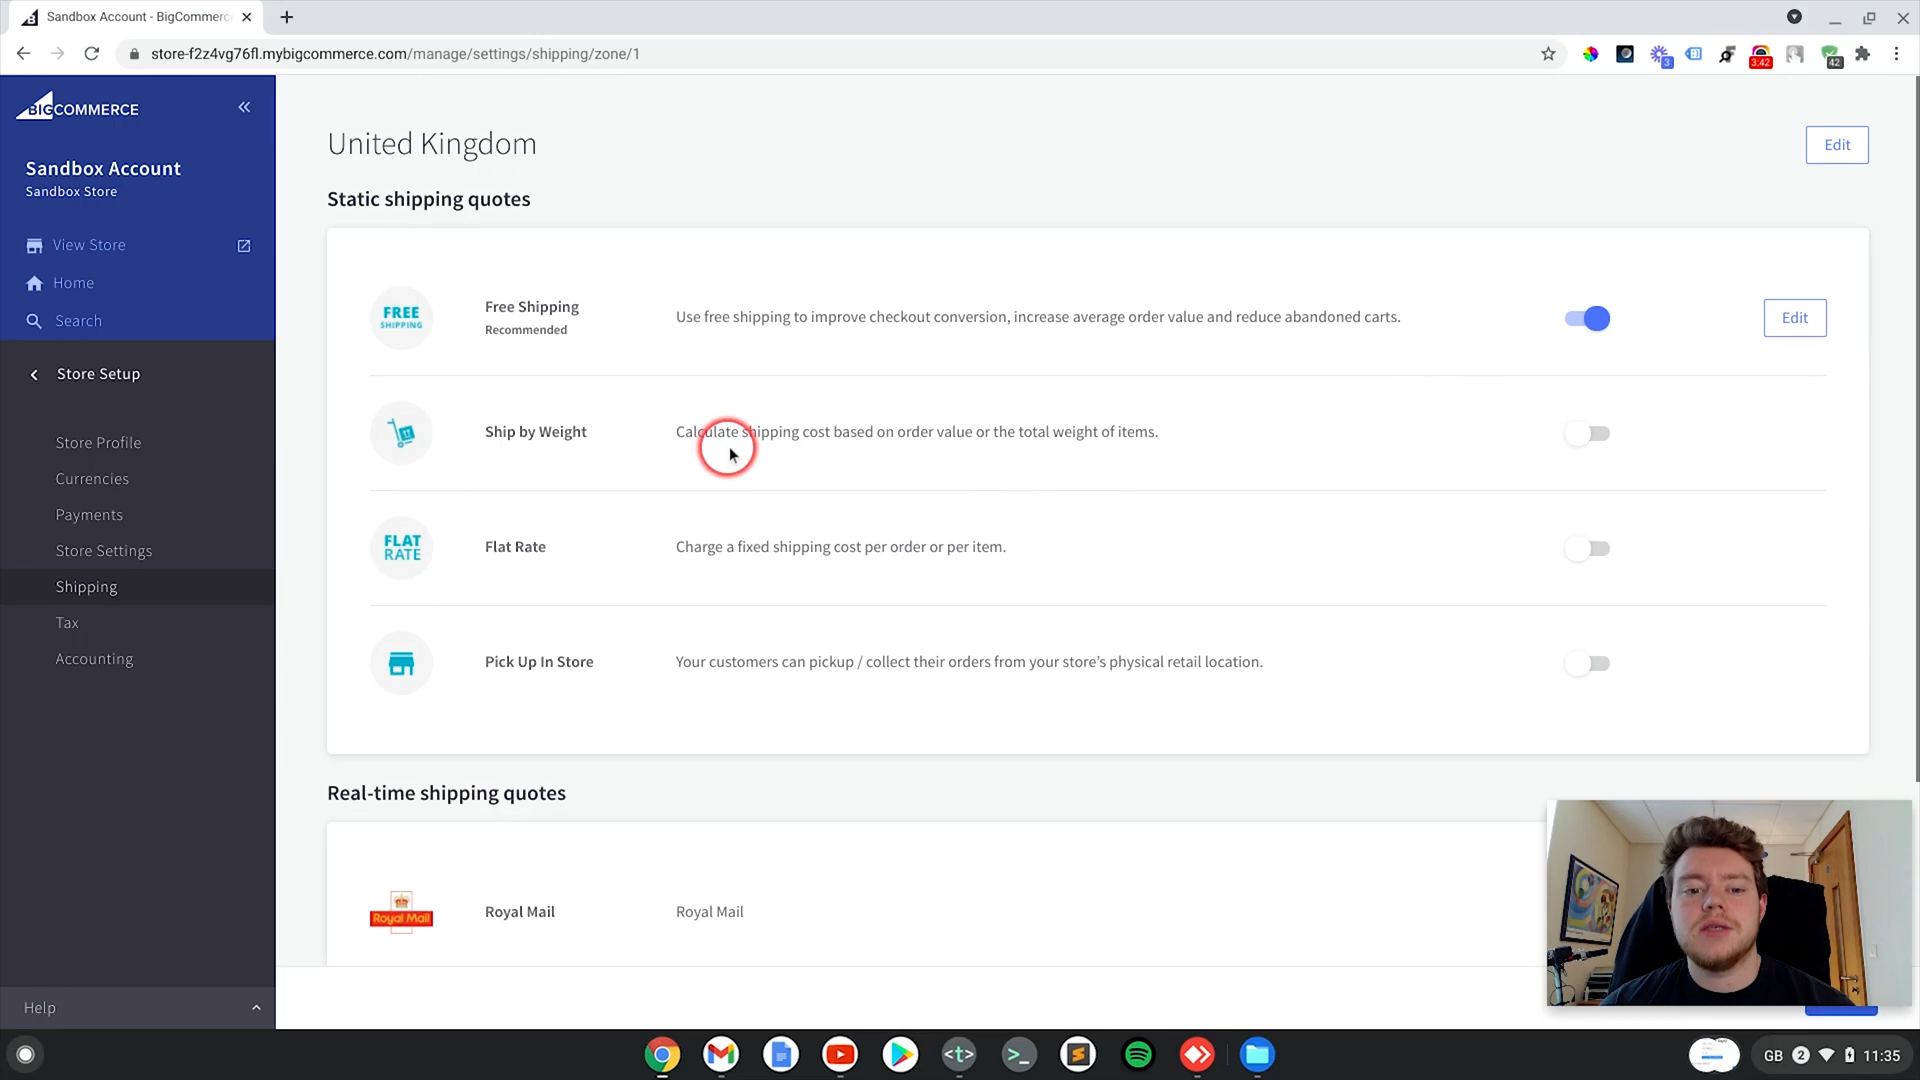 Sandbox Account - BigCommerc
store-f2z4vg76fl.mybigcommerce.com/manage/settings/shipping/zone/1
3
3:42
42
BIGCOMMERCE
Sandbox Account
Sandbox Store
View Store
Home
Search
Store Setup
Store Profile
Currencies
Payments
Store Settings
Shipping
Tax
Accounting
Help
United Kingdom
Edit
Static shipping quotes
FREE
SHIPPING
Free Shipping
Recommended
Use free shipping to improve checkout conversion, increase average order value and reduce abandoned carts.
Edit
Ship by Weight
Calculate shipping cost based on order value or the total weight of items.
FLAT
RATE
Flat Rate
Charge a fixed shipping cost per order or per item.
Pick Up In Store
Your customers can pickup / collect their orders from your store's physical retail location.
Real-time shipping quotes
Royal Mail
Royal Mail
Royal Mail
<t>
GB 2 11:35